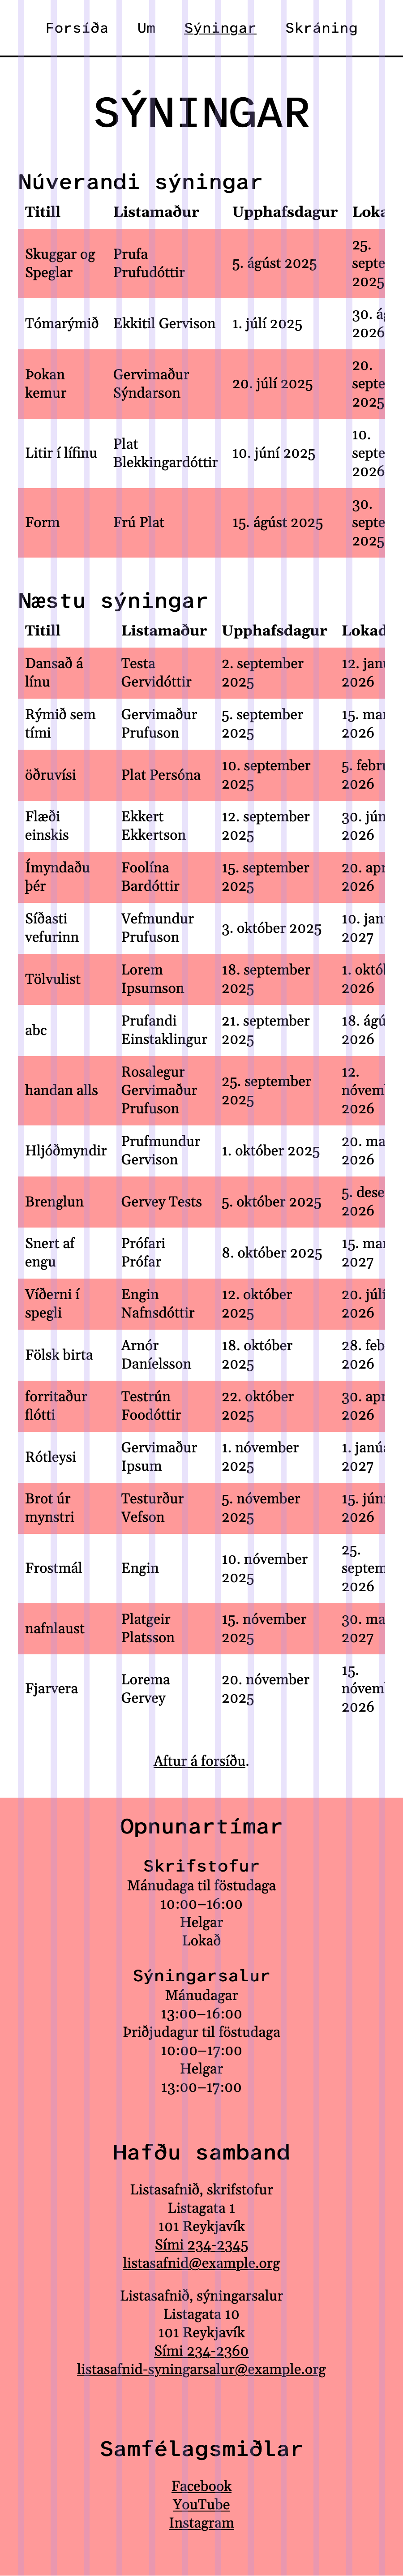 Forsíða Um Sýningar Skráning
SÝNINGAR
Núverandi sýningar
Titill Listamaður Upphafsdagur Loka
Skuggar og Speglar Prufa Prufudóttir 5. ágúst 2025 25. septe 2025
Tómarýmið Ekkitil Gervison 1. júlí 2025 30. ág 2026
Þokan kemur Gervimaður Sýndarson 20. júlí 2025 20. septe 2025
Litir í lífinu Plat Blekkingardóttir 10. júní 2025 10. septe 2026
Form Frú Plat 15. ágúst 2025 30. septe 2025
Næstu sýningar
Titill Listamaður Upphafsdagur Lokad
Dansað á línu Testa Gervidóttir 2. september 2025 12. janú 2026
Rýmið sem tími Gervimaður Prufuson 5. september 2025 15. mar 2026
öðruvísi Plat Persóna 10. september 2025 5. febrú 2026
Flæði einskis Ekkert Ekkertson 12. september 2025 30. jún 2026
Ímyndaðu þér Foolína Bardóttir 15. september 2025 20. apr 2026
Síðasti vefurinn Vefmundur Prufuson 3. október 2025 10. jan 2027
Tölvulist Lorem Ipsumson 18. september 2025 1. októb 2026
abc Prufandi Einstaklingur 21. september 2025 18. ágú 2026
handan alls Rosalegur Gervimaður Prufuson 25. september 2025 12. nóvem 2026
Hljóðmyndir Prufmundur Gervison 1. október 2025 20. ma 2026
Brenglun Gervey Tests 5. október 2025 5. dese 2026
Snert af engu Prófari Prófar 8. október 2025 15. mar 2027
Víðerni í spegli Engin Nafnsdóttir 12. október 2025 20. júlí 2026
Fölsk birta Arnór Daníelsson 18. október 2025 28. feb 2026
forritaður flótti Testrún Foodóttir 22. október 2025 30. apr 2026
Rótleysi Gervimaður Ipsum 1. nóvember 2025 1. janúa 2027
Brot úr mynstri Testurður Vefson 5. nóvember 2025 15. júní 2026
Frostmál Engin 10. nóvember 2025 25. septem 2026
nafnlaust Platgeir Platsson 15. nóvember 2025 30. ma 2027
Fjarvera Lorema Gervey 20. nóvember 2025 15. nóvem 2026
Aftur á forsíðu.
Opnunartímar
Skrifstofur
Mánudaga til föstudaga
10:00–16:00
Helgar
Lokað
Sýningarsalur
Mánudagar
13:00–16:00
Þriðjudagur til föstudaga
10:00–17:00
Helgar
13:00–17:00
Hafðu samband
Listasafnið, skrifstofur
Listagata 1
101 Reykjavík
Sími 234-2345
listasafnid@example.org
Listasafnið, sýningarsalur
Listagata 10
101 Reykjavík
Sími 234-2360
listasafnid-syningarsalur@example.org
Samfélagsmiðlar
Facebook
YouTube
Instagram